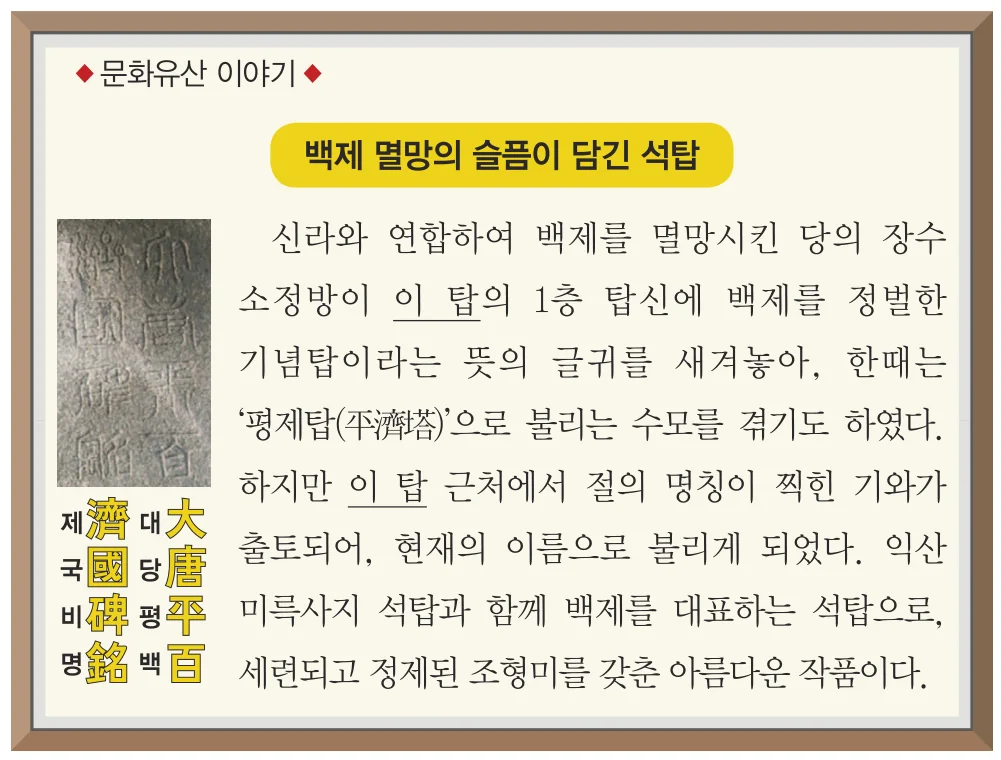 ◆ 문화유산 이야기 ◆
백제 멸망의 슬픔이 담긴 석탑
신라와 연합하여 백제를 멸망시킨 당의 장수
소정방이 이 탑의 1층 탑신에 백제를 정벌한
기념탑이라는 뜻의 글귀를 새겨놓아, 한때는
‘평제탑(平濟塔)’으로 불리는 수모를 겪기도 하였다.
하지만 이 탑 근처에서 절의 명칭이 찍힌 기와가
출토되어, 현재의 이름으로 불리게 되었다. 익산
미륵사지 석탑과 함께 백제를 대표하는 석탑으로,
세련되고 정제된 조형미를 갖춘 아름다운 작품이다.
제 濟 대 大
국 國 당 唐
비 碑 평 平
명 銘 백 百